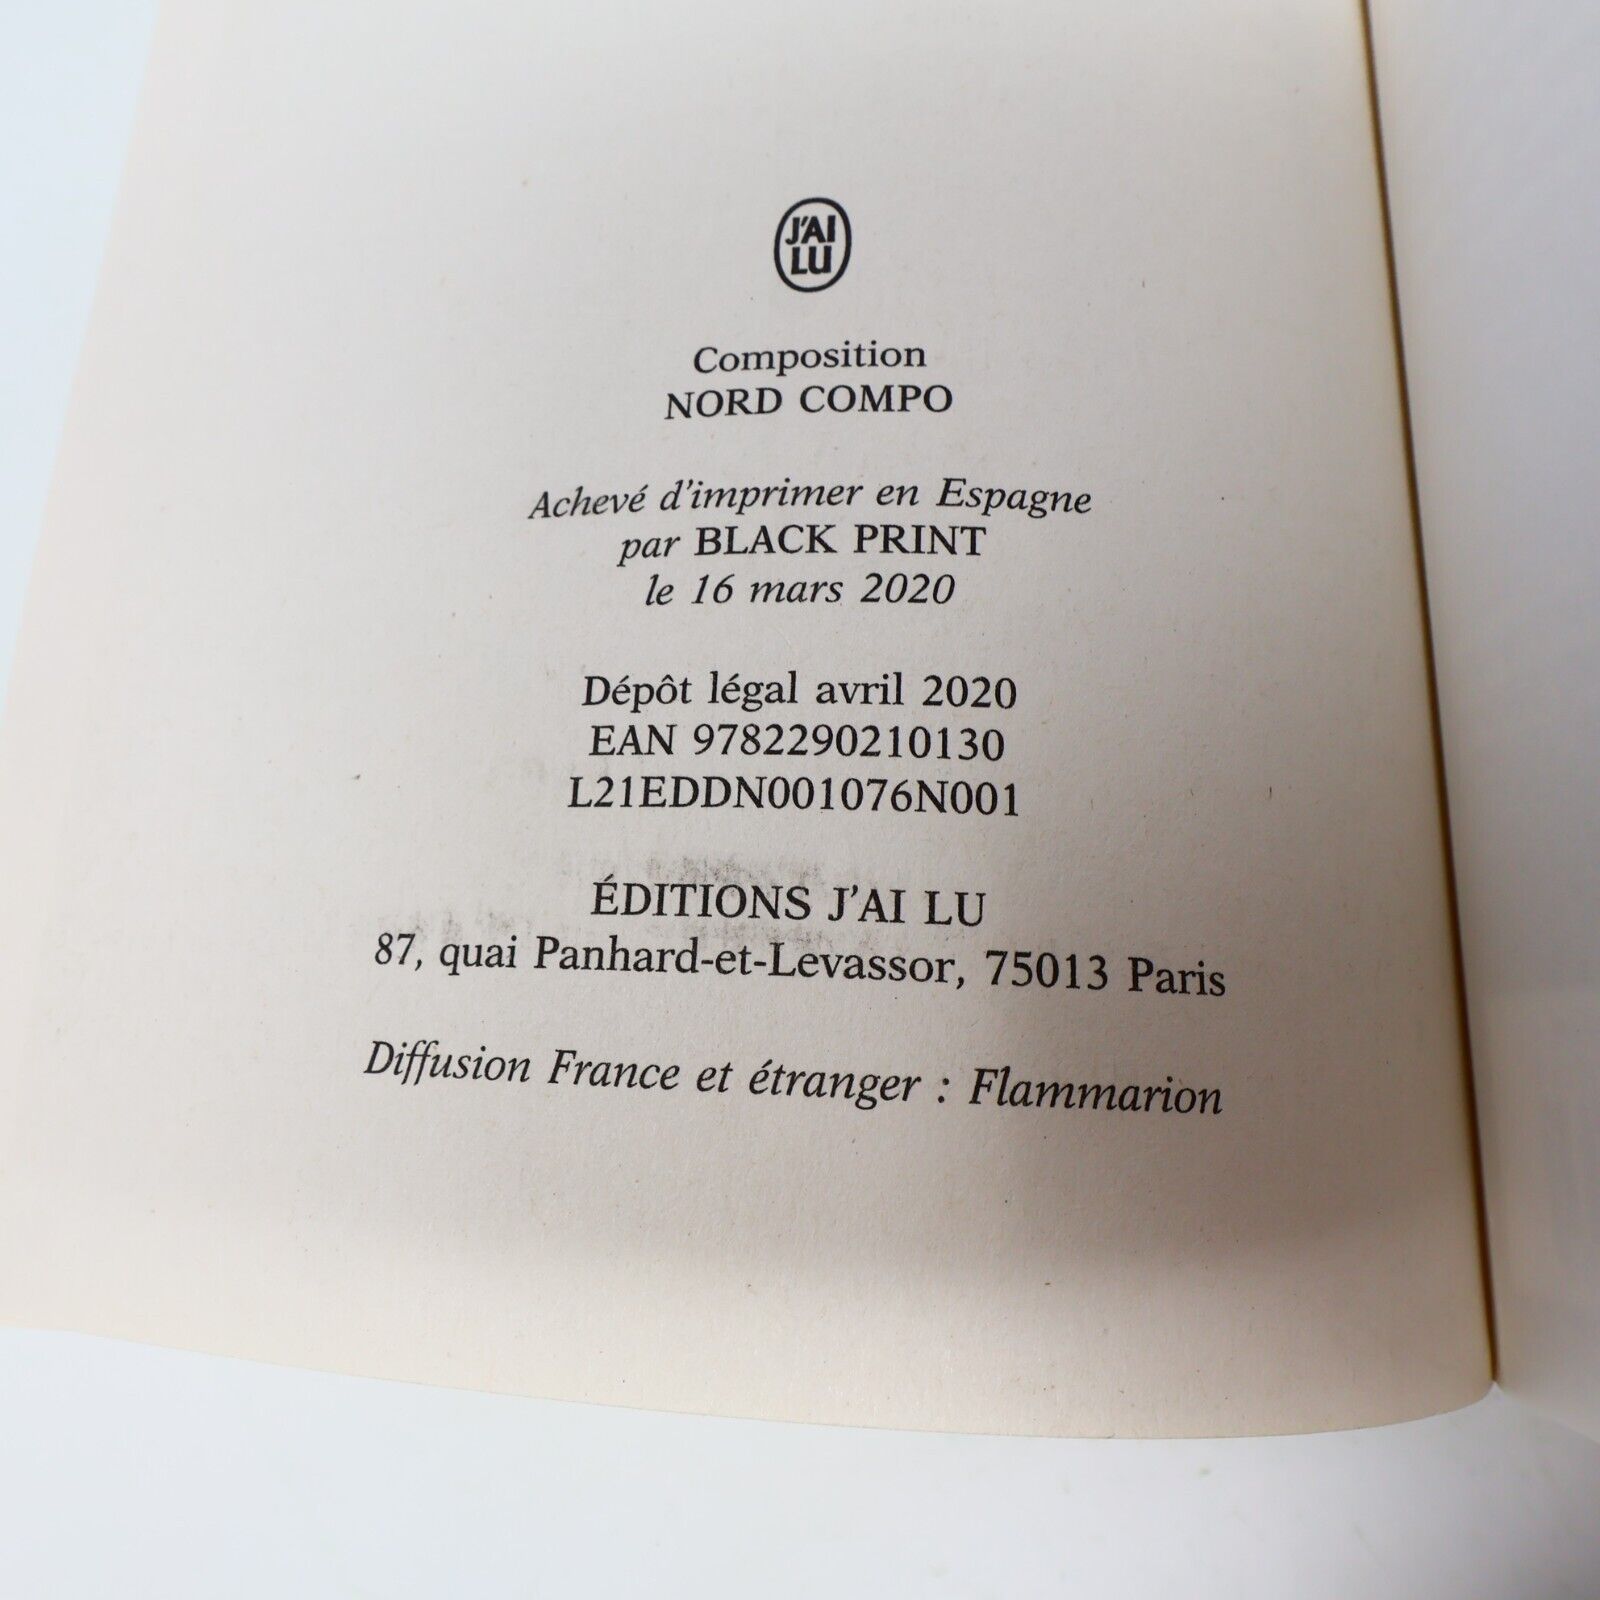 J'AI
LU
Composition
NORD COMPO
Achevé d'imprimer en Espagne
par BLACK PRINT
le 16 mars 2020
Dépôt légal avril 2020
EAN 9782290210130
L21EDDN001076N001
ÉDITIONS J'AI LU
87, quai Panhard-et-Levassor, 75013 Paris
Diffusion France et étranger : Flammarion